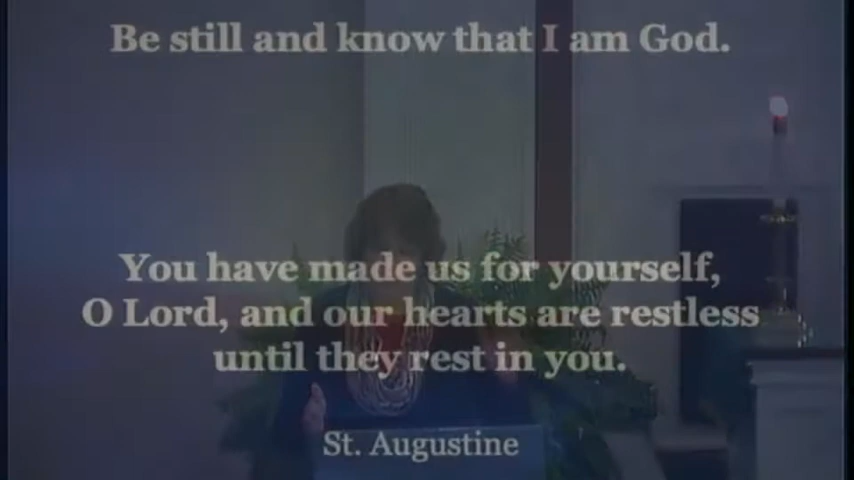 Be still and know that I am God.
You have made us for yourself,
O Lord, and our hearts are restless
until they rest in you.
St. Augustine